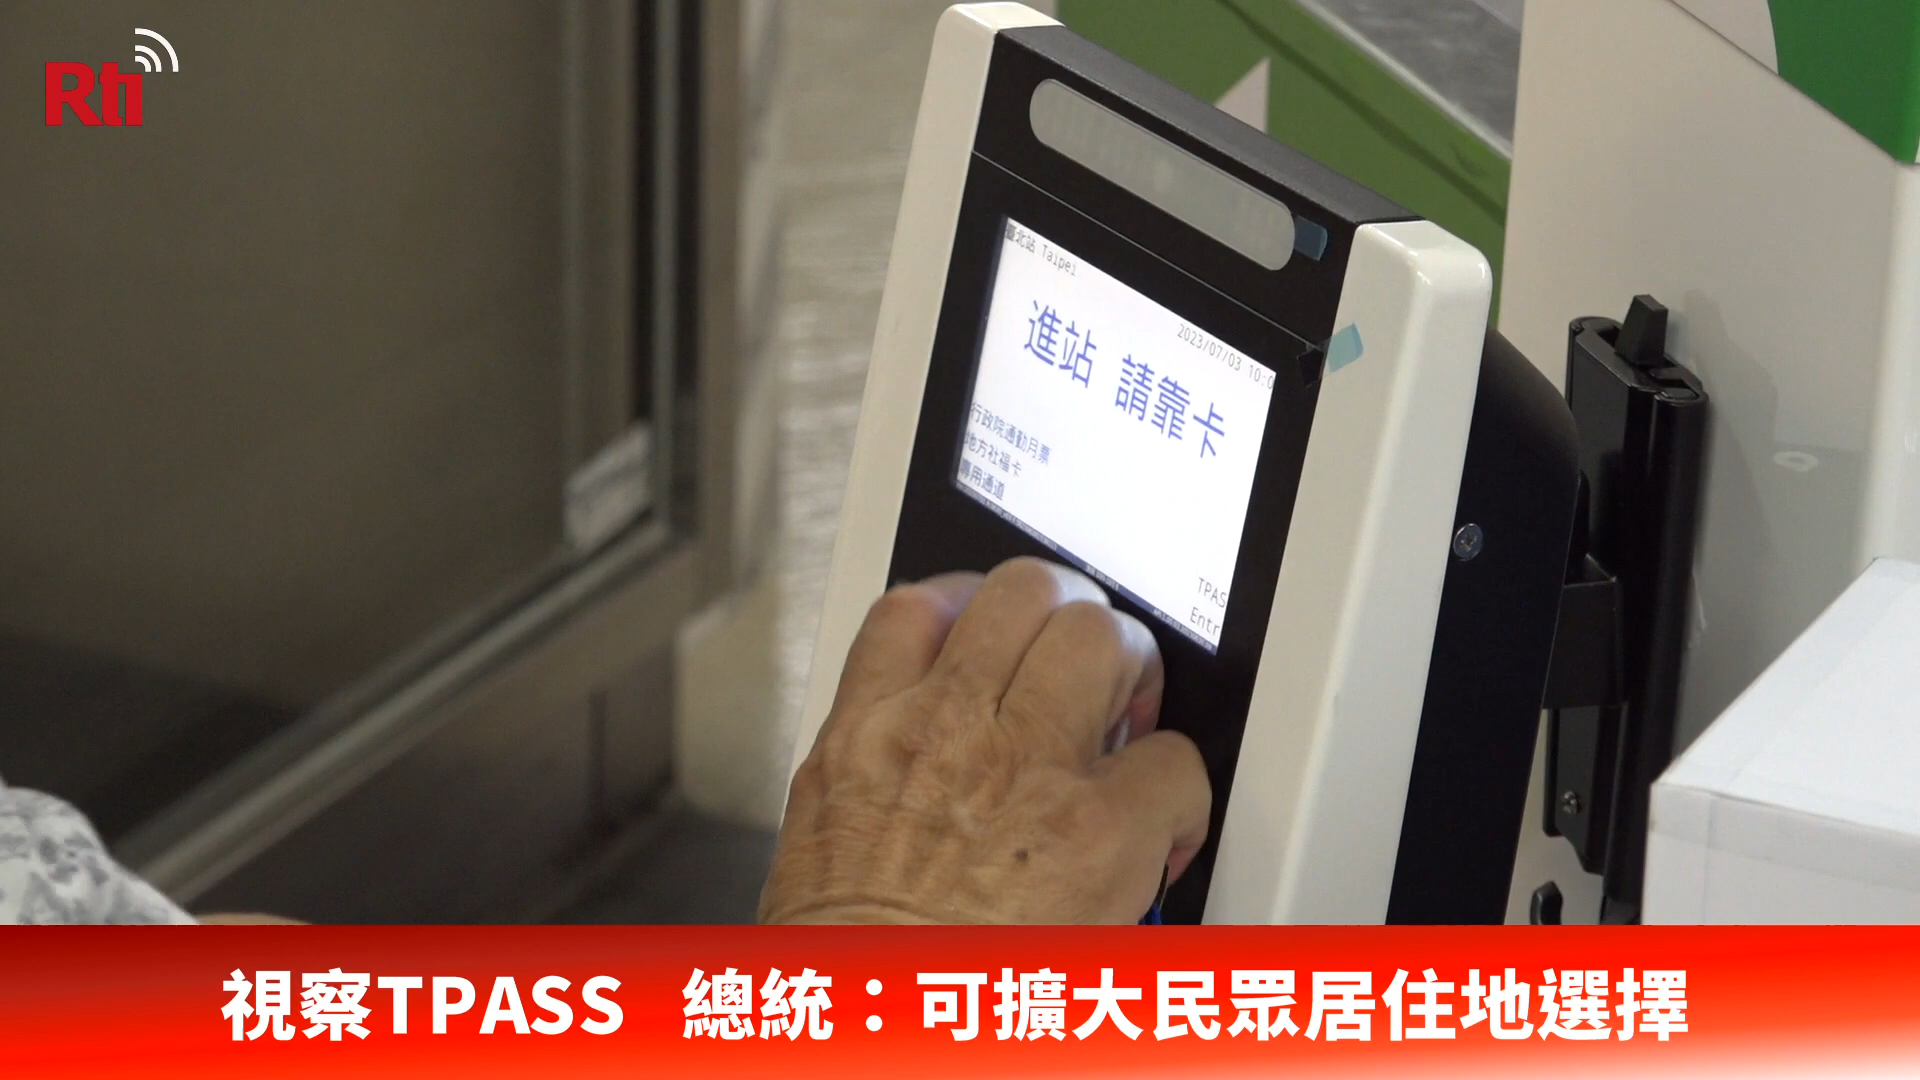 Rti
臺北站 Taipei
2023/07/03 10:0
進站 請靠卡
行政院通勤月票
地方社福卡
專用通道
TPAS
Entr
視察TPASS 總統：可擴大民眾居住地選擇